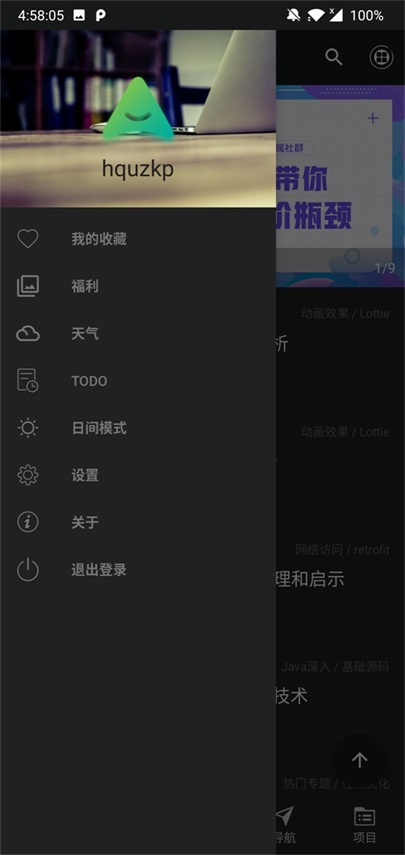 4:58:05
100%
hquzkp
我的收藏
福利
天气
TODO
日间模式
设置
关于
退出登录
属社群
带你
阶瓶颈
1/9
动画效果 / Lottie
析
动画效果 / Lottie
网络访问 / retrofit
理和启示
Java深入 / 基础源码
技术
热门专题 / 性能优化
导航
项目